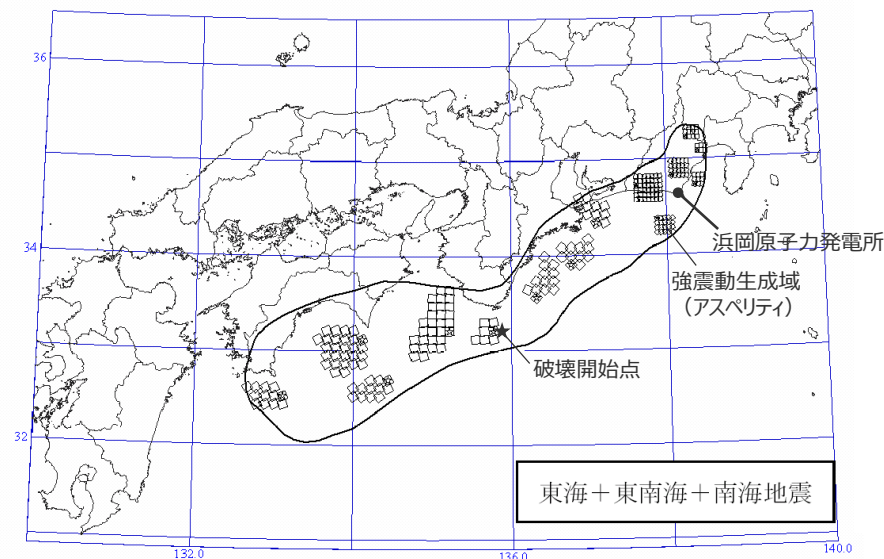 36
34
浜岡原子力発電所
強震動生成域
（アスペリティ）
破壊開始点
32
東海＋東南海＋南海地震
132.0
136.0
140.0